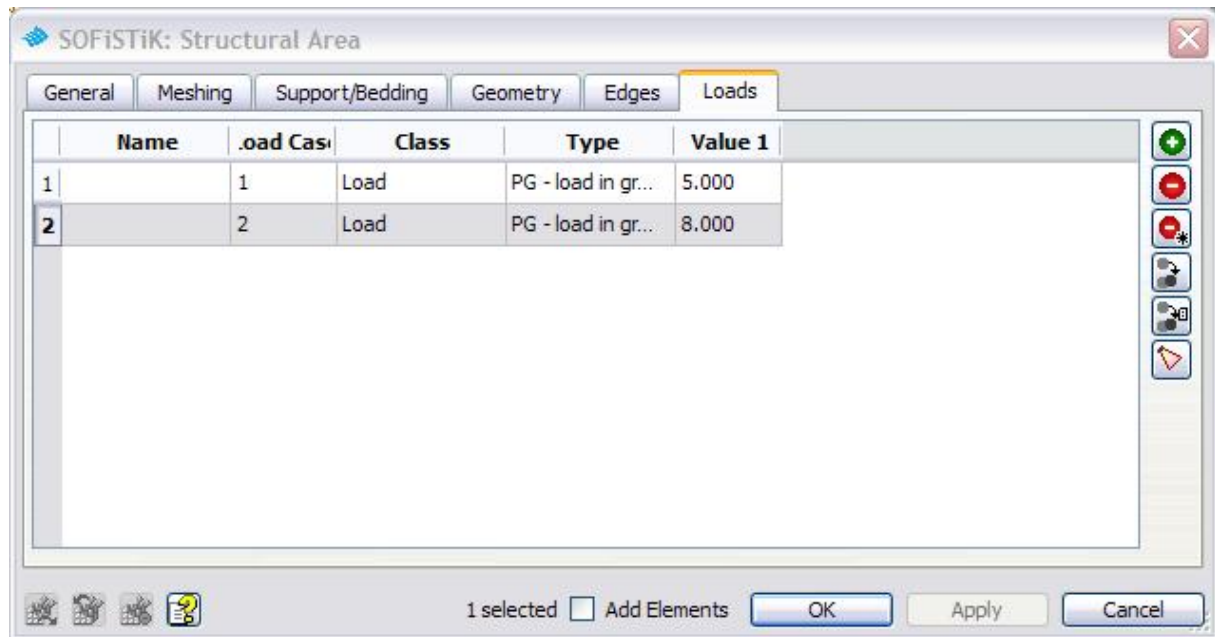 SOFiSTiK: Structural Area
General Meshing Support/Bedding Geometry Edges Loads
Name .oad Case Class Type Value 1
1 1 Load PG - load in gr... 5.000
2 2 Load PG - load in gr... 8.000
1 selected Add Elements OK Apply Cancel